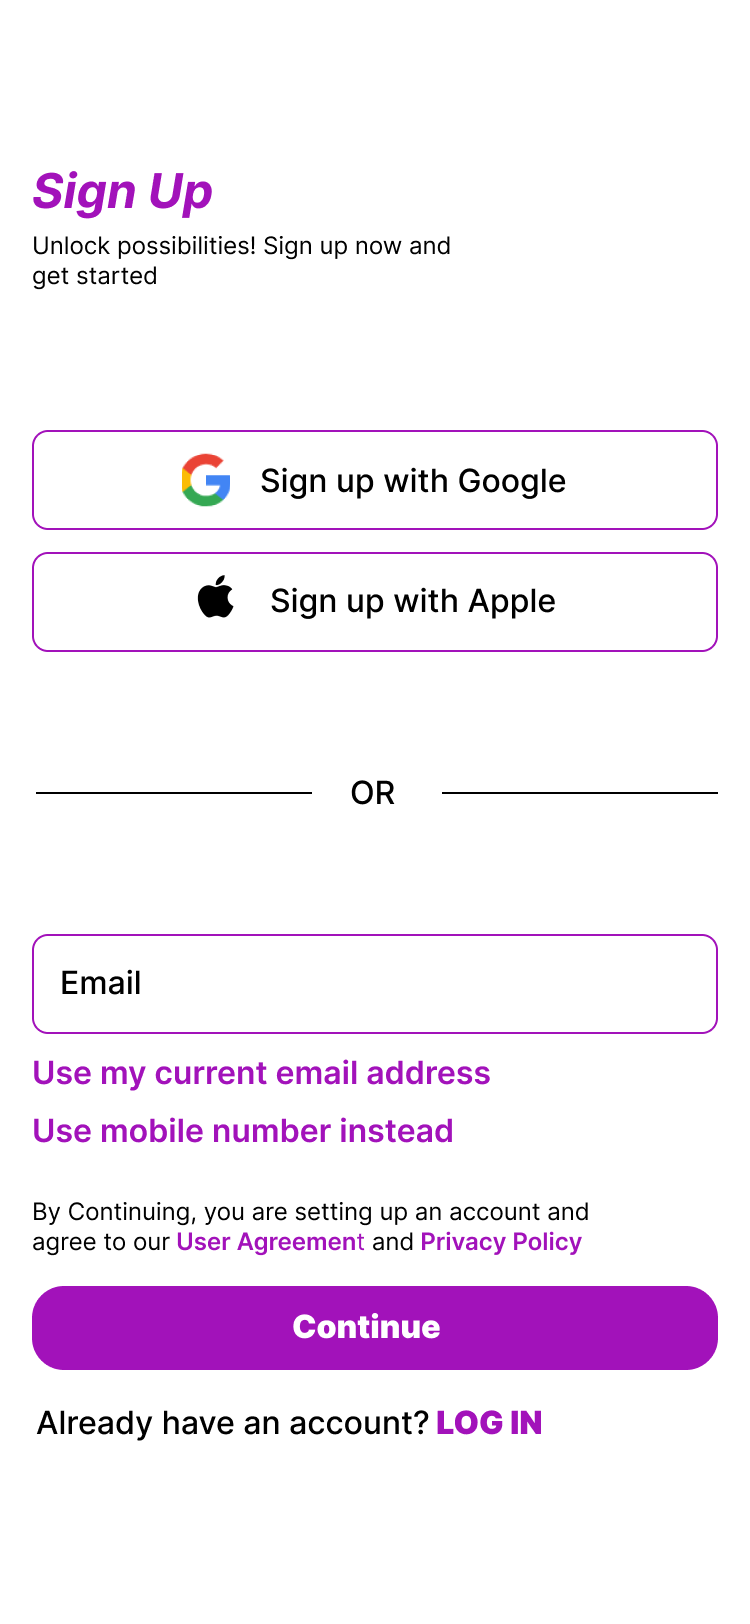 Sign Up
Unlock possibilities! Sign up now and
get started
Sign up with Google
Sign up with Apple
OR
Email
Use my current email address
Use mobile number instead
By Continuing, you are setting up an account and
agree to our User Agreement and Privacy Policy
Continue
Already have an account? LOG IN